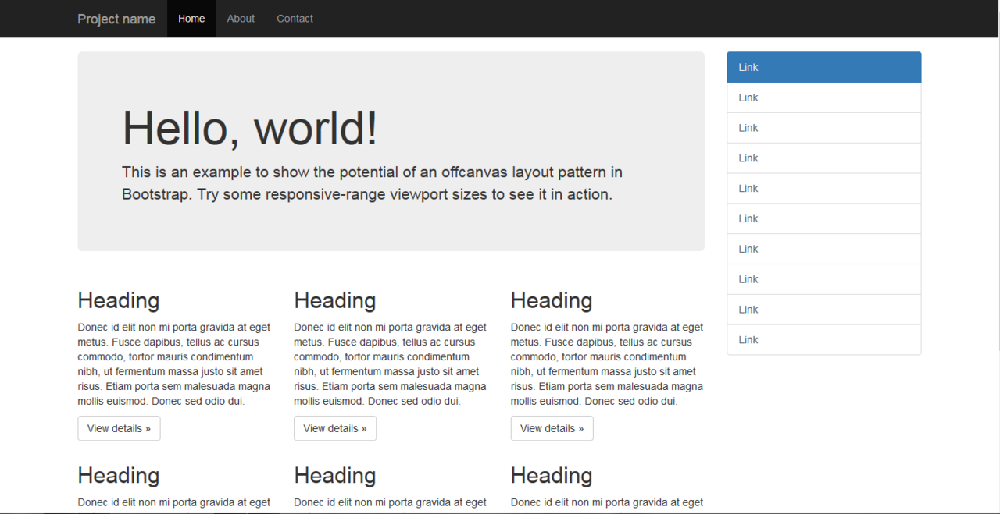 Project name Home About Contact
Hello, world!
This is an example to show the potential of an offcanvas layout pattern in
Bootstrap. Try some responsive-range viewport sizes to see it in action.
Link
Link
Link
Link
Link
Link
Link
Link
Link
Link
Heading
Donec id elit non mi porta gravida at eget
metus. Fusce dapibus, tellus ac cursus
commodo, tortor mauris condimentum
nibh, ut fermentum massa justo sit amet
risus. Etiam porta sem malesuada magna
mollis euismod. Donec sed odio dui.
View details »
Heading
Donec id elit non mi porta gravida at eget
metus. Fusce dapibus, tellus ac cursus
commodo, tortor mauris condimentum
nibh, ut fermentum massa justo sit amet
risus. Etiam porta sem malesuada magna
mollis euismod. Donec sed odio dui.
View details »
Heading
Donec id elit non mi porta gravida at eget
metus. Fusce dapibus, tellus ac cursus
commodo, tortor mauris condimentum
nibh, ut fermentum massa justo sit amet
risus. Etiam porta sem malesuada magna
mollis euismod. Donec sed odio dui.
View details »
Heading
Donec id elit non mi porta gravida at eget
Heading
Donec id elit non mi porta gravida at eget
Heading
Donec id elit non mi porta gravida at eget